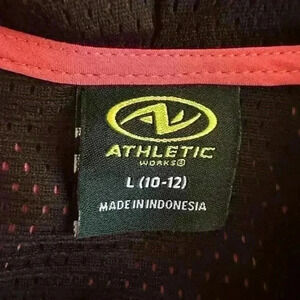 ATHLETIC
WORKS®
L (10-12)
MADE IN INDONESIA